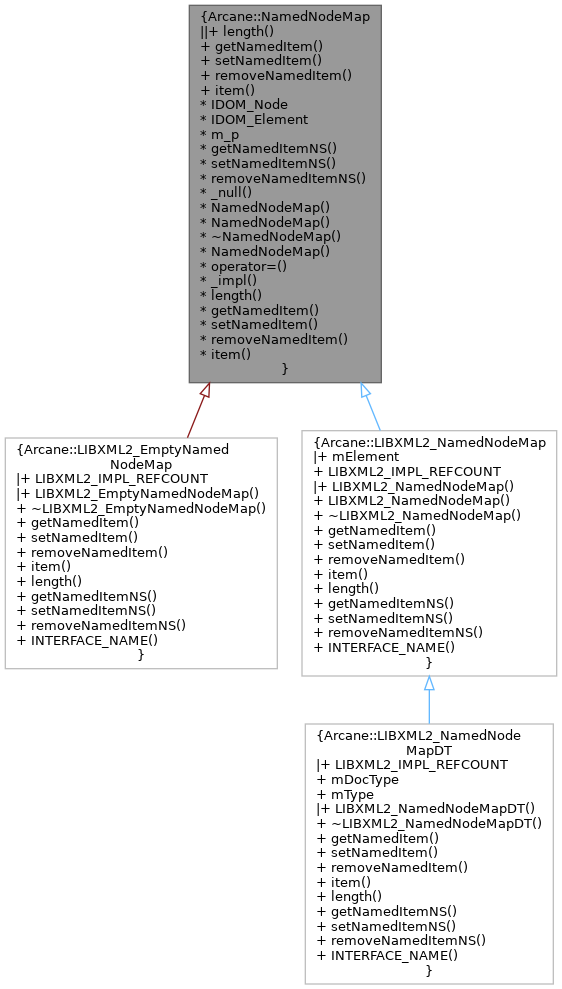 {Arcane::NamedNodeMap
||+ length()
+ getNamedItem()
+ setNamedItem()
+ removeNamedItem()
+ item()
* IDOM_Node
* IDOM_Element
* m_p
* getNamedItemNS()
* setNamedItemNS()
* removeNamedItemNS()
* _null()
* NamedNodeMap()
* NamedNodeMap()
* ~NamedNodeMap()
* NamedNodeMap()
* operator=()
* _impl()
* length()
* getNamedItem()
* setNamedItem()
* removeNamedItem()
* item()
}
{Arcane::LIBXML2_EmptyNamed
NodeMap
|+ LIBXML2_IMPL_REFCOUNT
|+ LIBXML2_EmptyNamedNodeMap()
+ ~LIBXML2_EmptyNamedNodeMap()
+ getNamedItem()
+ setNamedItem()
+ removeNamedItem()
+ item()
+ length()
+ getNamedItemNS()
+ setNamedItemNS()
+ removeNamedItemNS()
+ INTERFACE_NAME()
}
{Arcane::LIBXML2_NamedNodeMap
|+ mElement
+ LIBXML2_IMPL_REFCOUNT
|+ LIBXML2_NamedNodeMap()
+ LIBXML2_NamedNodeMap()
+ ~LIBXML2_NamedNodeMap()
+ getNamedItem()
+ setNamedItem()
+ removeNamedItem()
+ item()
+ length()
+ getNamedItemNS()
+ setNamedItemNS()
+ removeNamedItemNS()
+ INTERFACE_NAME()
}
{Arcane::LIBXML2_NamedNode
MapDT
|+ LIBXML2_IMPL_REFCOUNT
+ mDocType
+ mType
|+ LIBXML2_NamedNodeMapDT()
+ ~LIBXML2_NamedNodeMapDT()
+ getNamedItem()
+ setNamedItem()
+ removeNamedItem()
+ item()
+ length()
+ getNamedItemNS()
+ setNamedItemNS()
+ removeNamedItemNS()
+ INTERFACE_NAME()
}